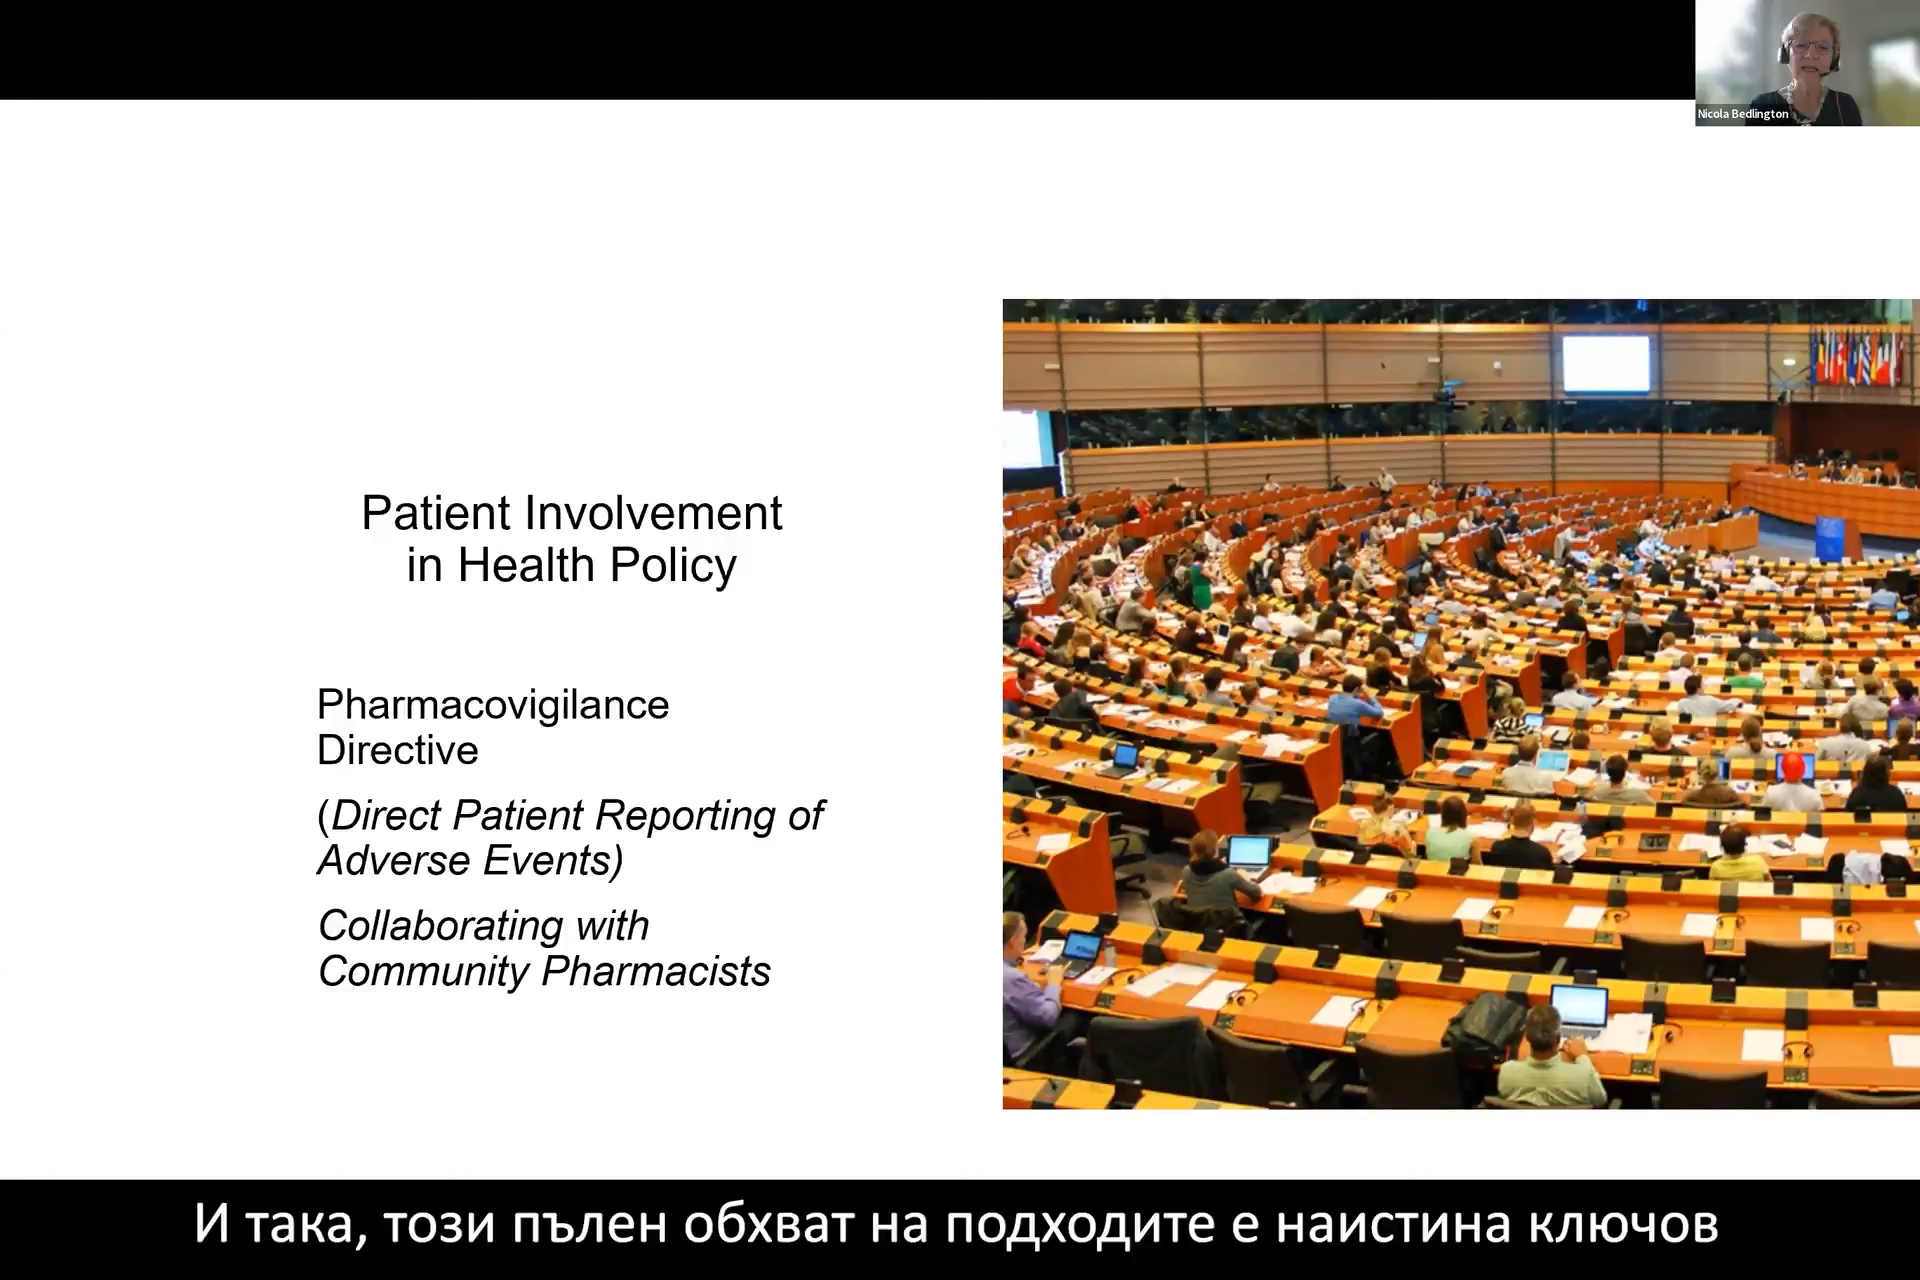 Nicola Bedlington
Patient Involvement
in Health Policy
Pharmacovigilance
Directive
(Direct Patient Reporting of
Adverse Events)
Collaborating with
Community Pharmacists
И така, този пълен обхват на подходите е наистина ключов